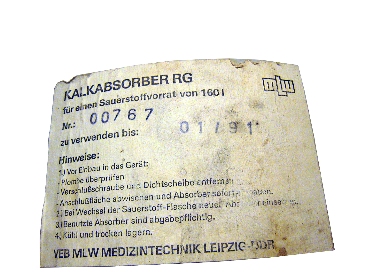 KALKABSORBER RG
mlw
für einen Sauerstoffvorrat von 160 l
Nr.: 00767
zu verwenden bis: 01/91
Hinweise:
1.) Vor Einbau in das Gerät:
- Plombe überprüfen
- Verschlußschraube und Dichtscheibe entfernen
- Anschlußfläche abwischen und Absorber
2.) Bei Wechsel der Sauerstoff-Flasche neuen
3.) Benutzte Absorber sind abgabepflichtig.
4.) Kühl und trocken lagern.
VEB MLW MEDIZINTECHNIK LEIPZIG-DDR